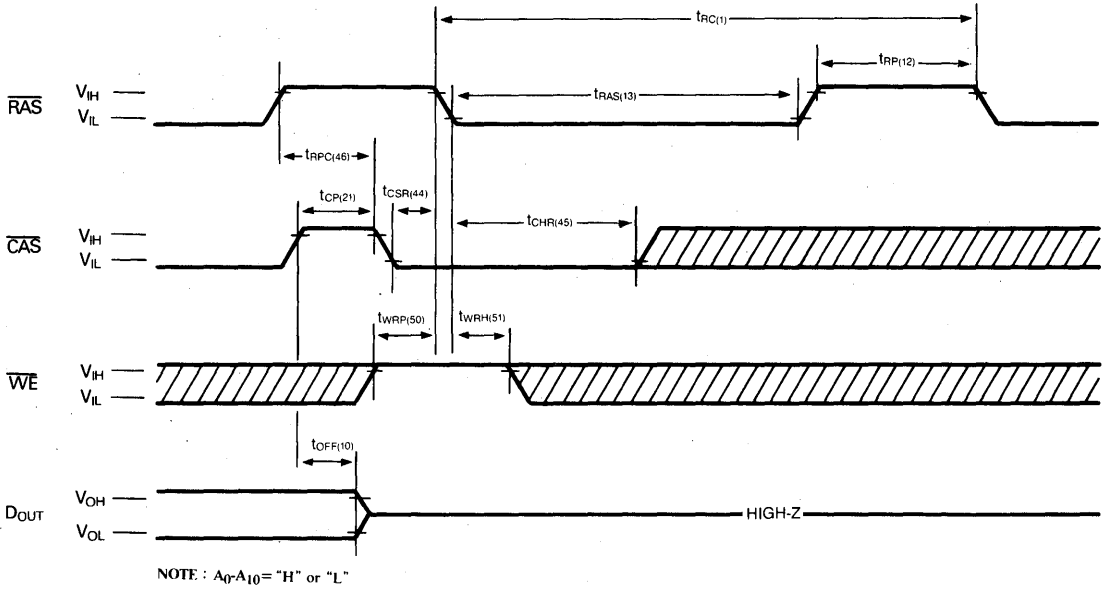 tRC(1)
tRP(12)
RAS VIH
VIL
tRAS(13)
tRPC(46)
tCP(21) tCSR(44)
tCHR(45)
CAS VIH
VIL
tWRP(50) tWRH(51)
WE VIH
VIL
tOFF(10)
DOUT VOH
HIGH-Z
VOL
NOTE : A0-A10= "H" or "L"